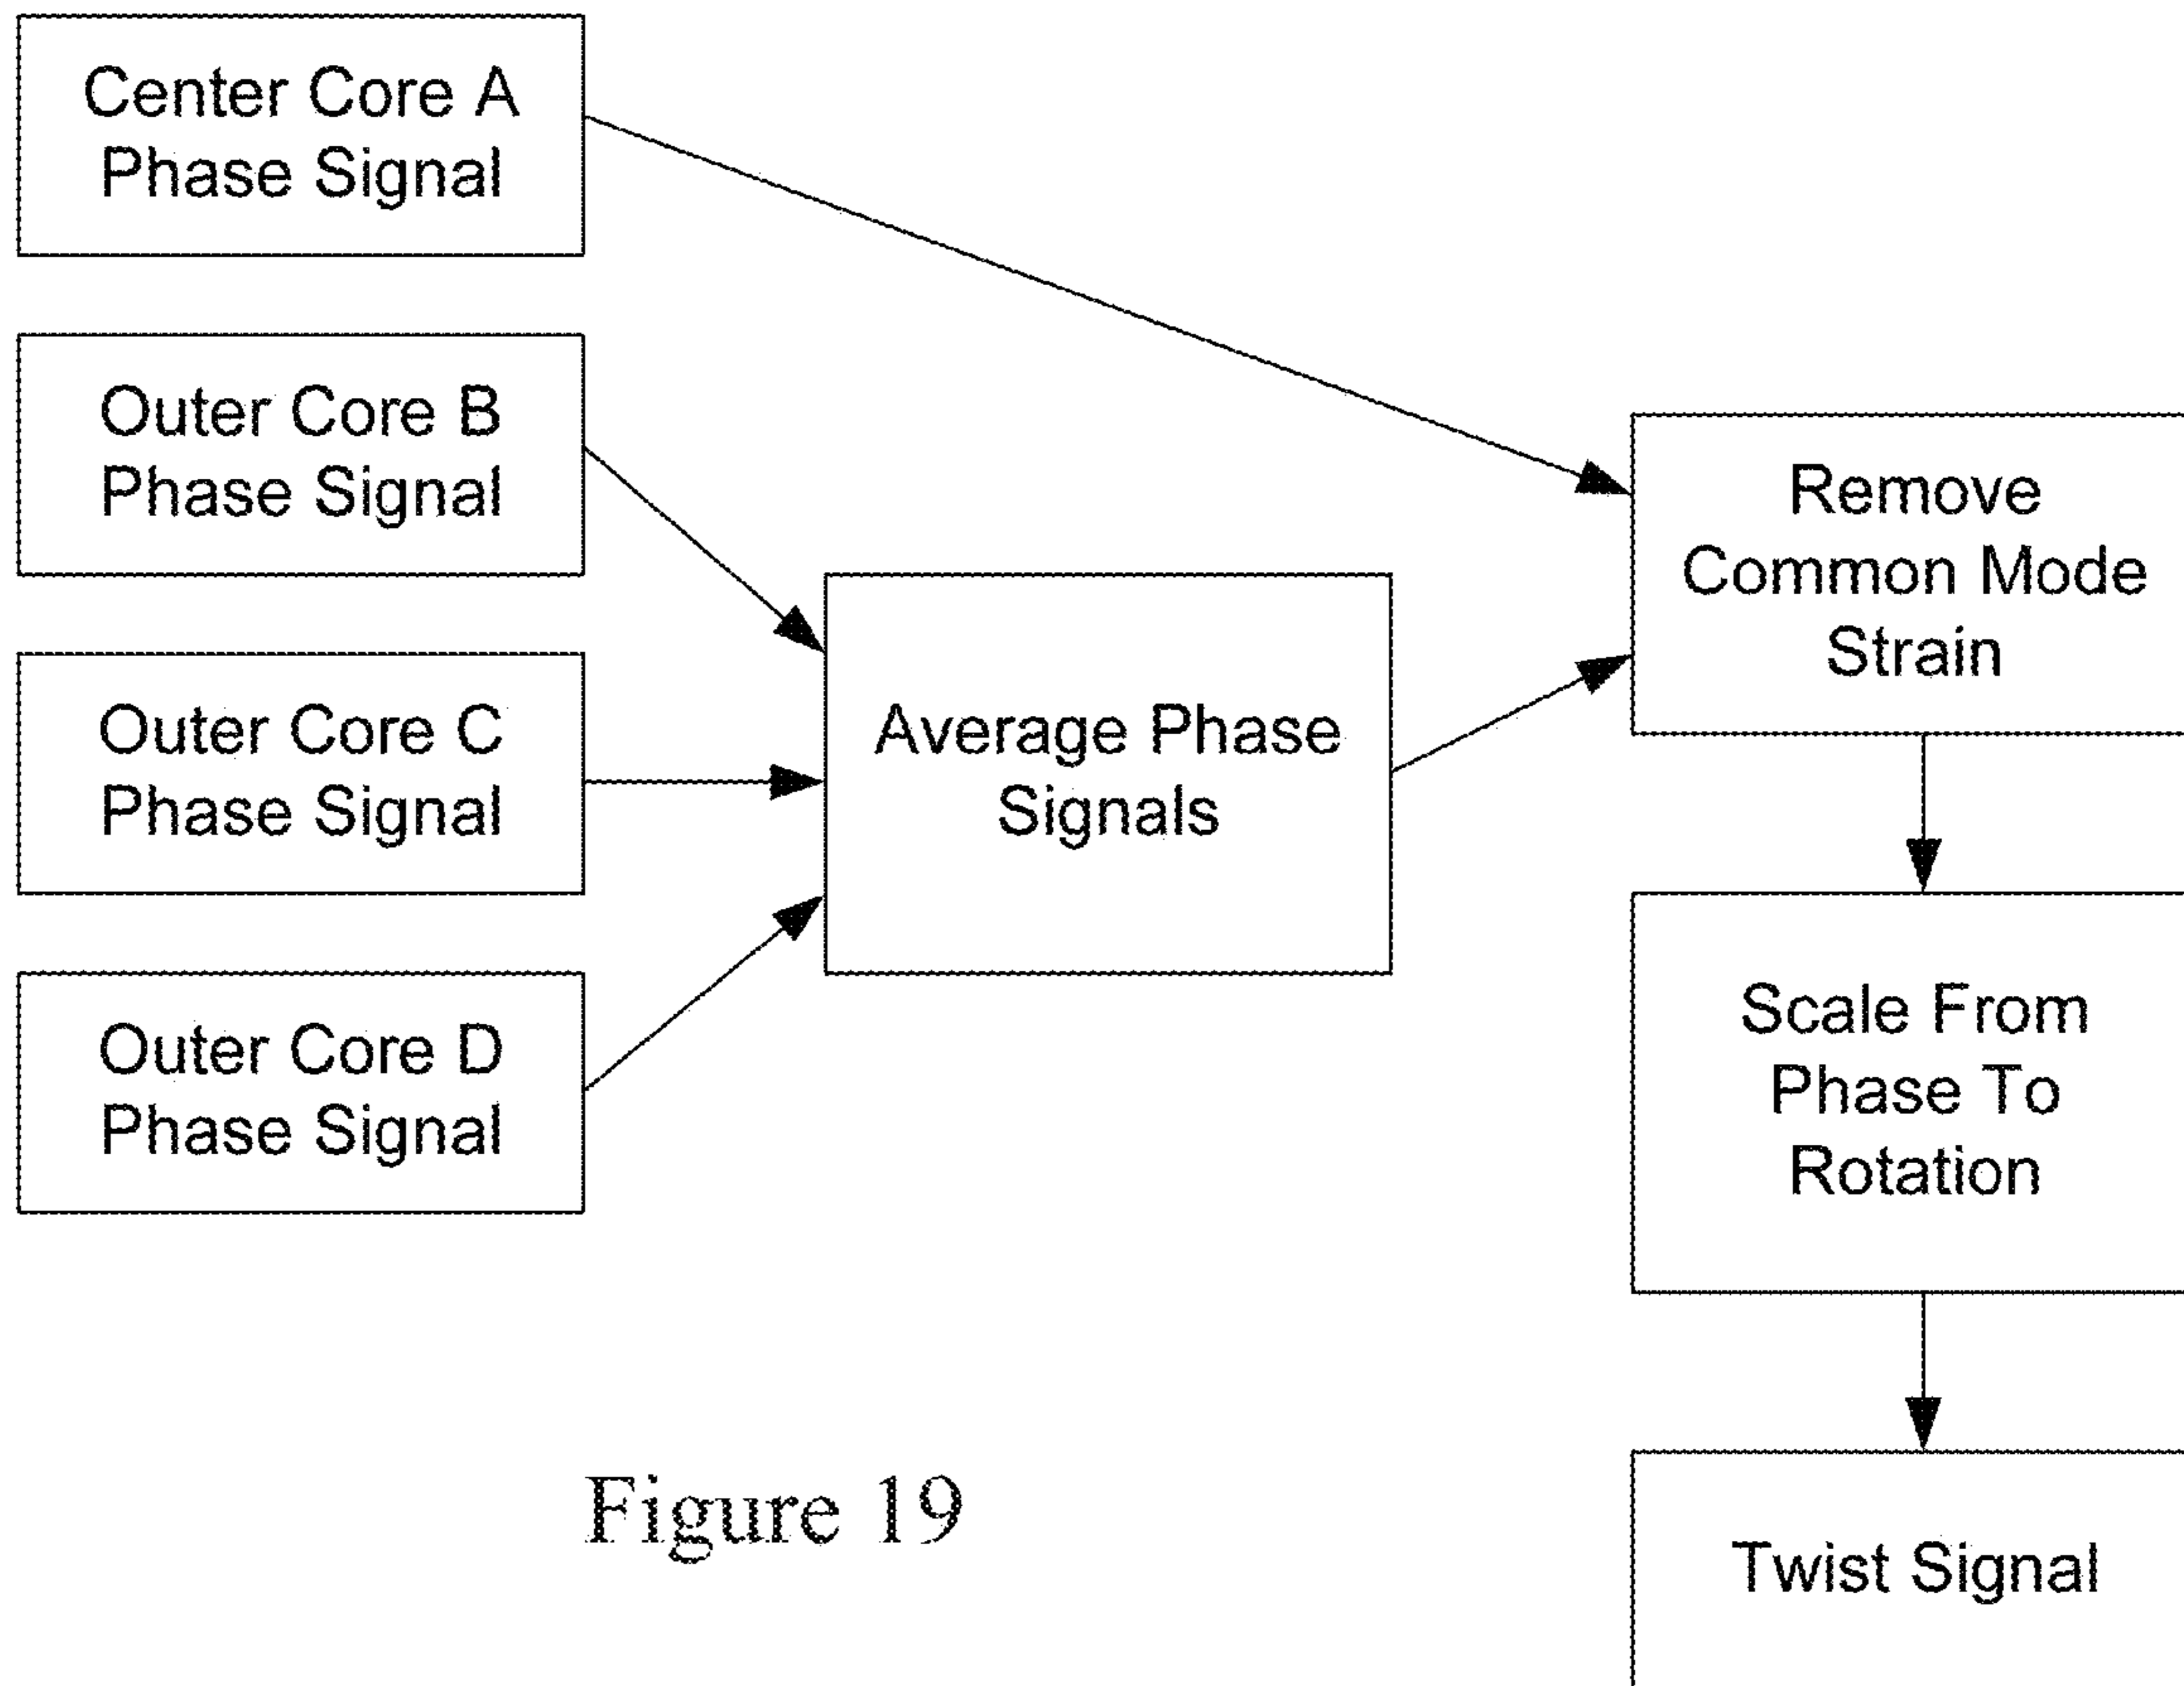 Center Core A
Phase Signal
Outer Core B
Phase Signal
Outer Core C
Phase Signal
Outer Core D
Phase Signal
Average Phase
Signals
Remove
Common Mode
Strain
Scale From
Phase To
Rotation
Twist Signal
Figure 19